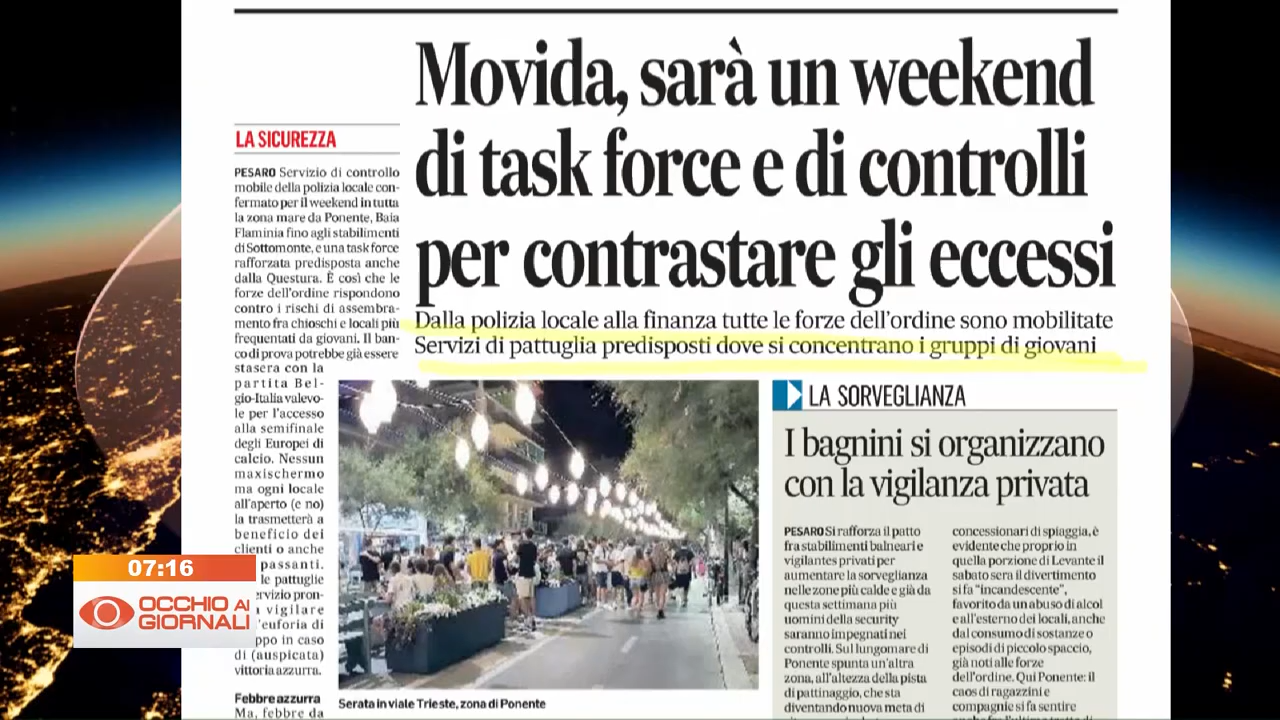 Movida, sarà un weekend
di task force e di controlli
per contrastare gli eccessi
Dalla polizia locale alla finanza tutte le forze dell'ordine sono mobilitate
Servizi di pattuglia predisposti dove si concentrano i gruppi di giovani
LA SICUREZZA
PESARO Servizio di controllo
mobile della polizia locale con-
fermato per il weekend in tutta
la zona mare da Ponente, Baia
Flaminia fino agli stabilimenti
di Sottomonte, e una task force
rafforzata predisposta anche
dalla Questura. È così che le
forze dell'ordine rispondono
contro i rischi di assembra-
mento fra chioschi e locali più
frequentati da giovani. Il ban-
co di prova potrebbe già essere
stasera con la
partita Bel-
gio-Italia valevo-
le per l'accesso
alla semifinale
degli Europei di
calcio. Nessun
maxischermo
ma ogni locale
all'aperto (e no)
la trasmetterà a
beneficio dei
clienti o anche
passanti.
le pattuglie
ervizio pron-
a vigilare
l'euforia di
ppo in caso
di (auspicata)
vittoria azzurra.
Febbre azzurra
Ma, febbre da
Serata in viale Trieste, zona di Ponente
LA SORVEGLIANZA
I bagnini si organizzano
con la vigilanza privata
PESARO Si rafforza il patto
fra stabilimenti balneari e
vigilantes privati per
aumentare la sorveglianza
nelle zone più calde e già da
questa settimana più
uomini della security
saranno impegnati nei
controlli. Sul lungomare di
Ponente spunta un'altra
zona, all'altezza della pista
di pattinaggio, che sta
diventando nuova meta di
concessionari di spiaggia, è
evidente che proprio in
quella porzione di Levante il
sabato sera il divertimento
si fa "incandescente",
favorito da un abuso di alcol
e all'esterno dei locali, anche
dal consumo di sostanze o
episodi di piccolo spaccio,
già noti alle forze
dell'ordine. Qui Ponente: il
caos di ragazzini e
compagnie si fa sentire
07:16
OCCHIO AI
GIORNALI